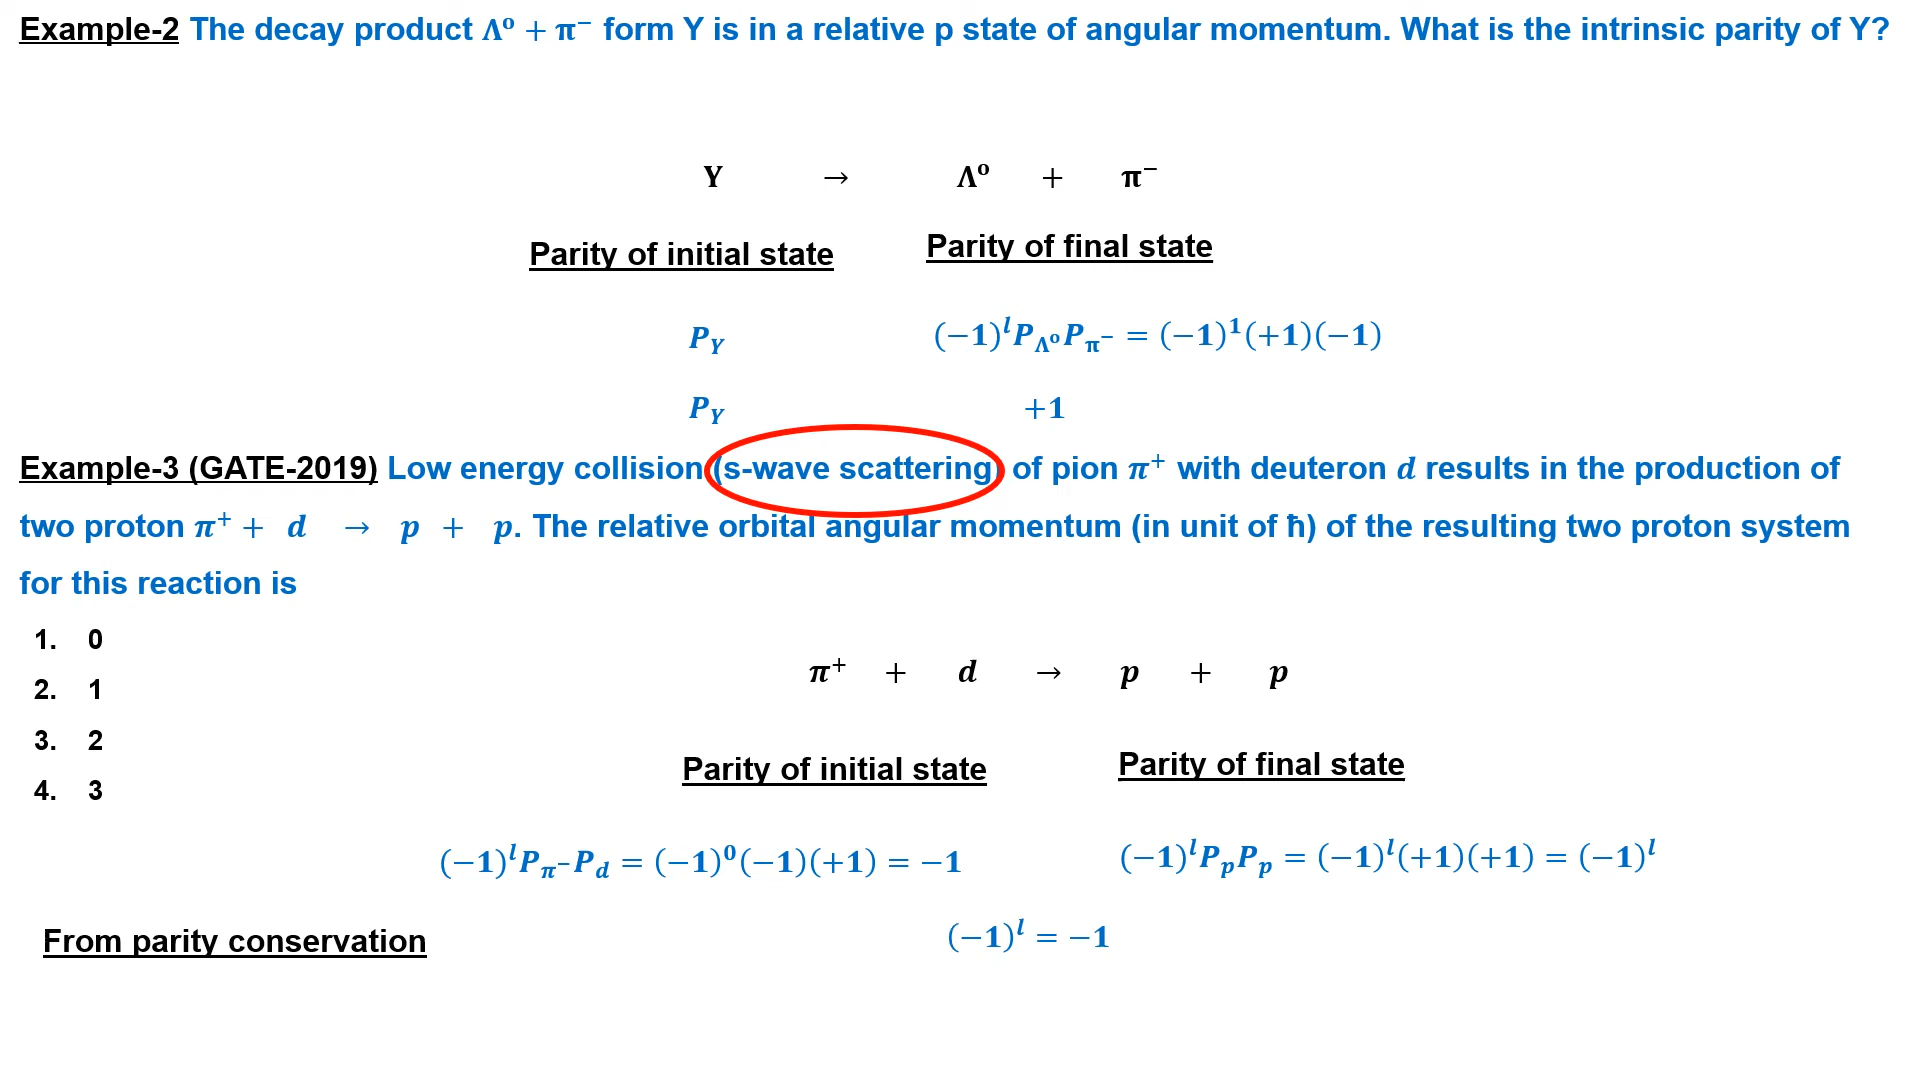 Example-2 The decay product Λ⁰ + π⁻ form Y is in a relative p state of angular momentum. What is the intrinsic parity of Y?
Y → Λ⁰ + π⁻
Parity of initial state Parity of final state
P_Y (−1)^l P_Λ⁰ P_π⁻ = (−1)¹(+1)(−1)
P_Y +1
Example-3 (GATE-2019) Low energy collision (s-wave scattering) of pion π⁺ with deuteron d results in the production of
two proton π⁺ + d → p + p. The relative orbital angular momentum (in unit of ħ) of the resulting two proton system
for this reaction is
1. 0
2. 1
3. 2
4. 3
π⁺ + d → p + p
Parity of initial state Parity of final state
(−1)^l P_π⁻ P_d = (−1)⁰(−1)(+1) = −1 (−1)^l P_p P_p = (−1)^l (+1)(+1) = (−1)^l
From parity conservation (−1)^l = −1